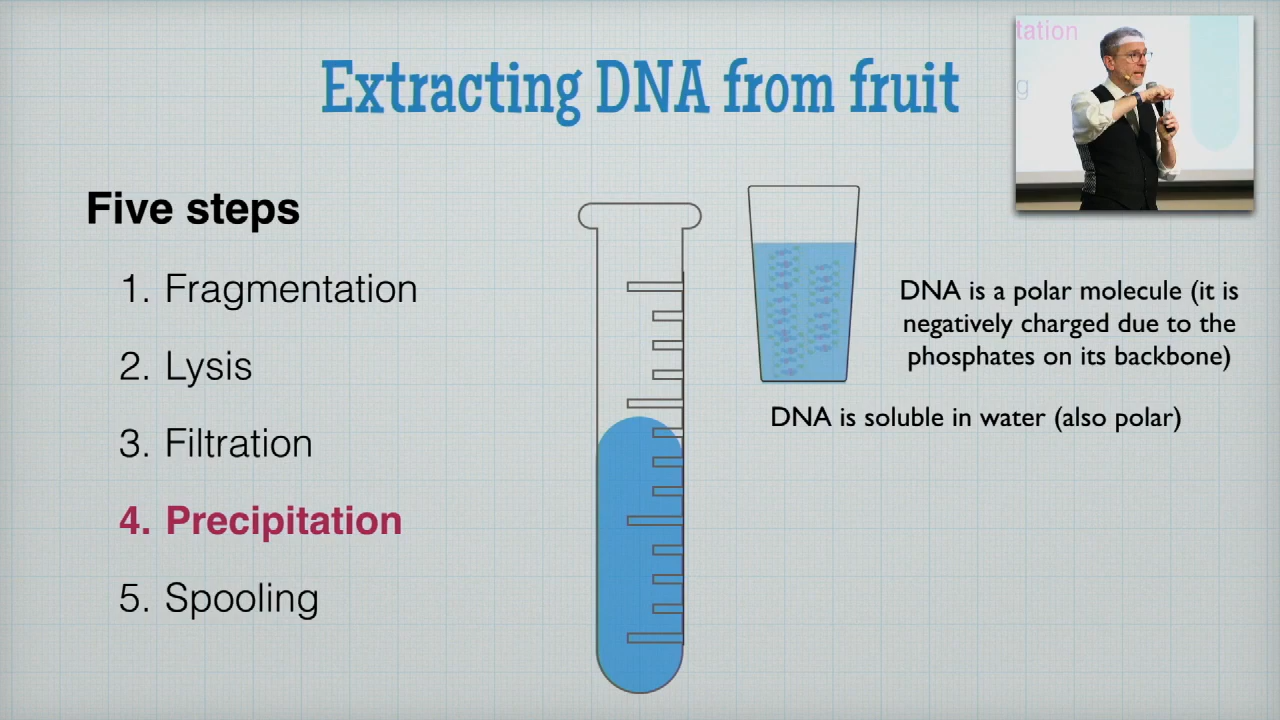 Extracting DNA from fruit
tation
g
Five steps
1. Fragmentation
2. Lysis
3. Filtration
4. Precipitation
5. Spooling
DNA is a polar molecule (it is
negatively charged due to the
phosphates on its backbone)
DNA is soluble in water (also polar)